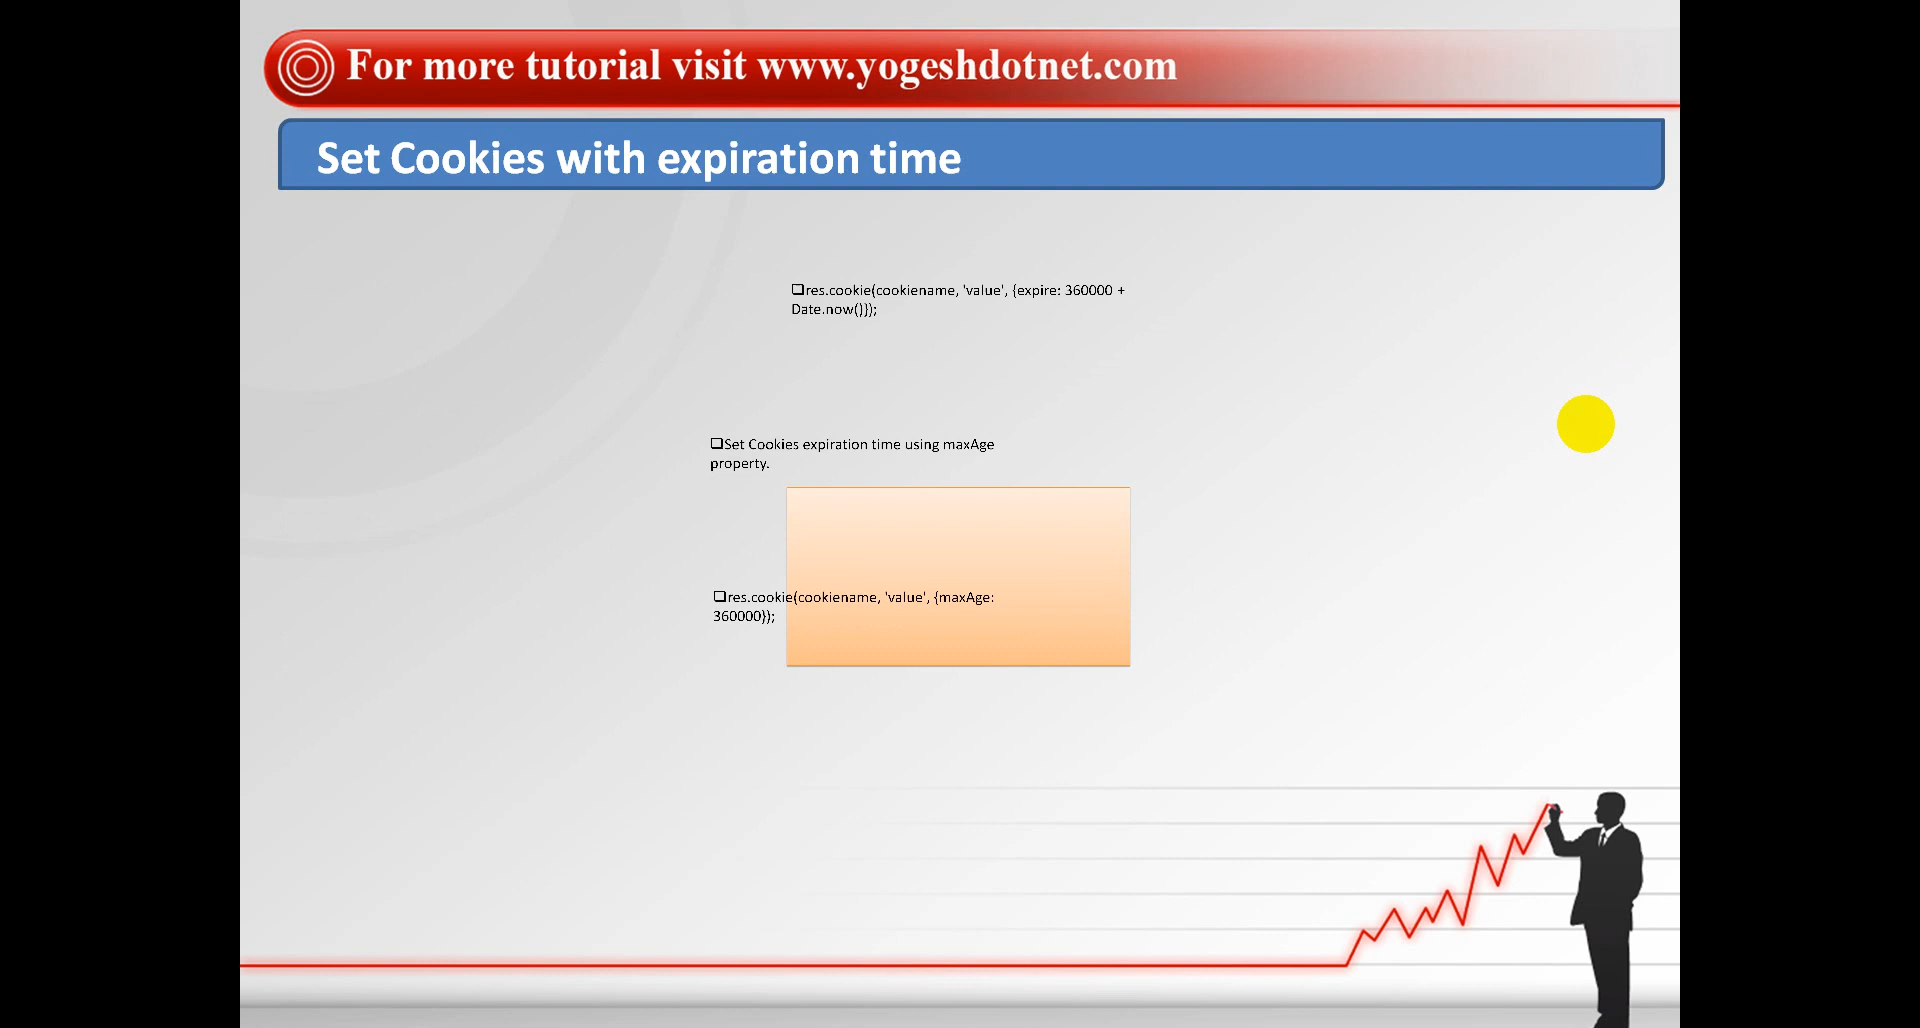 For more tutorial visit www.yogeshdotnet.com
Set Cookies with expiration time
❑res.cookie(cookiename, 'value', {expire: 360000 +
Date.now()});
❑Set Cookies expiration time using maxAge
property.
❑res.cookie(cookiename, 'value', {maxAge:
360000});